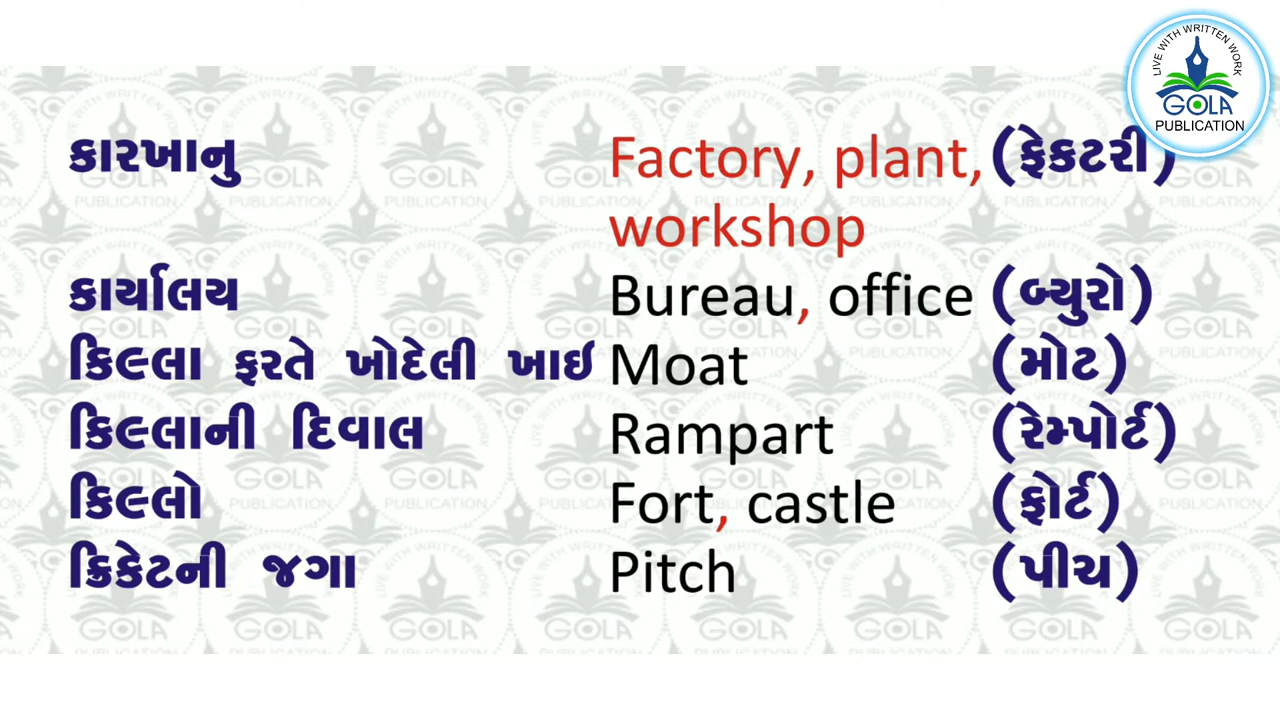 LIVE WITH WRITTEN WORK
GOLA
PUBLICATION
કારખાનુ Factory, plant, (ફેકટરી)
workshop
કાર્યાલય Bureau, office (બ્યુરો)
કિલ્લા ફરતે ખોદેલી ખાઇ Moat (મોટ)
કિલ્લાની દિવાલ Rampart (રેમ્પોર્ટ)
કિલ્લો Fort, castle (ફોર્ટ)
ક્રિકેટની જગા Pitch (પીચ)